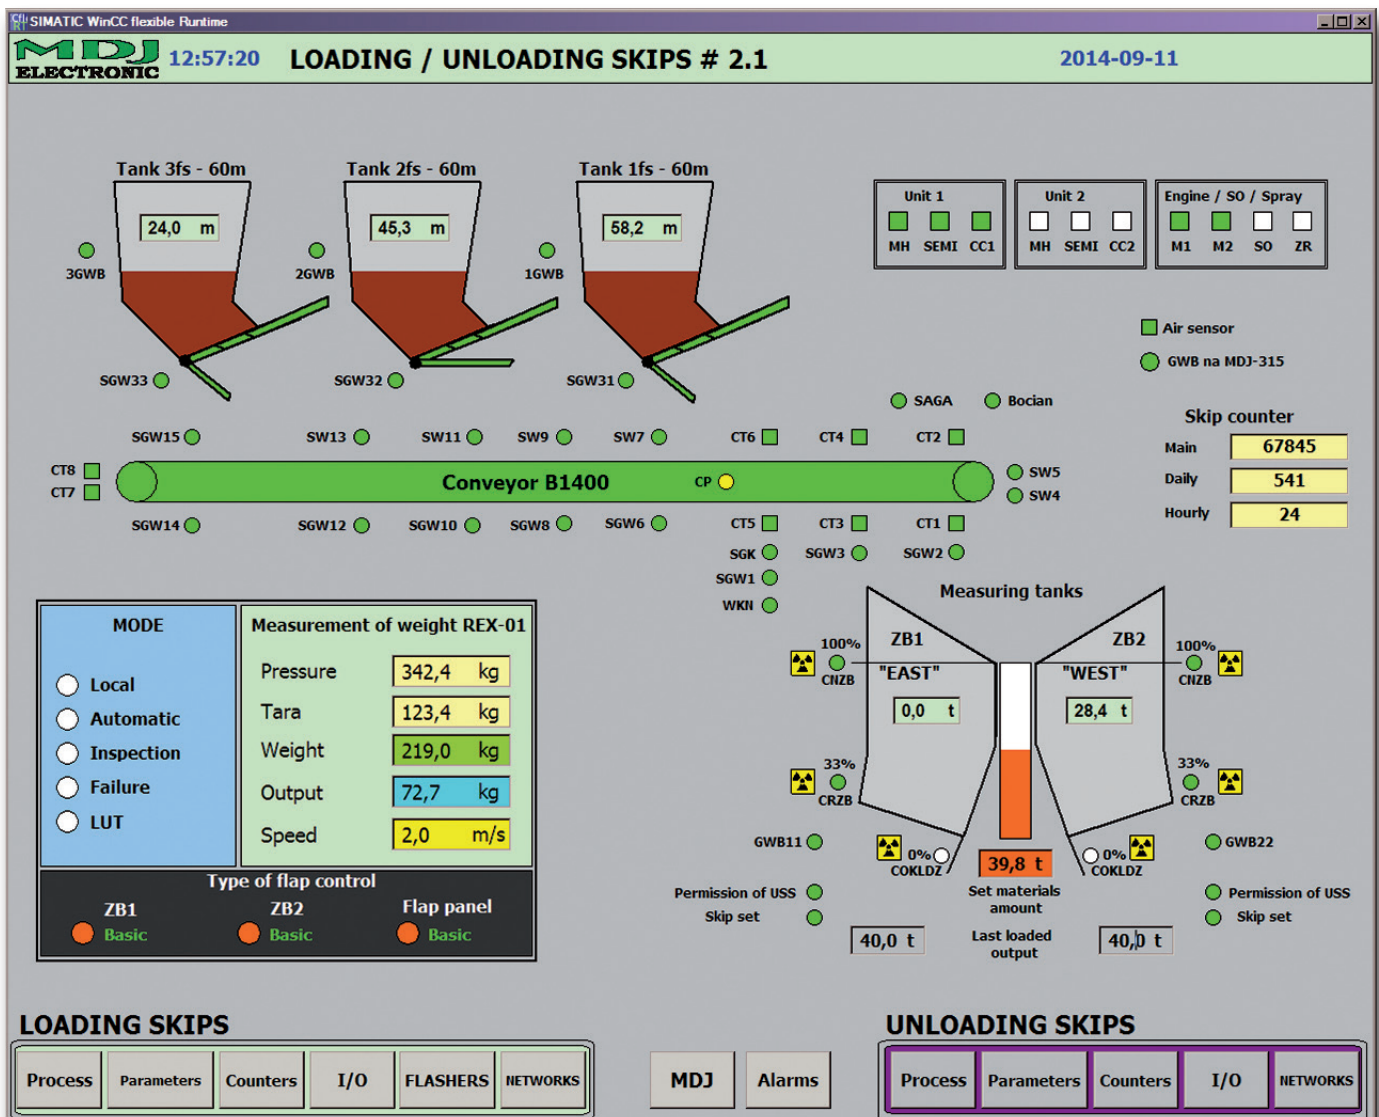 SIMATIC WinCC flexible Runtime
MDJ ELECTRONIC 12:57:20 LOADING / UNLOADING SKIPS # 2.1 2014-09-11
Tank 3fs - 60m Tank 2fs - 60m Tank 1fs - 60m
24,0 m 45,3 m 58,2 m
3GWB 2GWB 1GWB
Unit 1 Unit 2 Engine / SO / Spray
MH SEMI CC1 MH SEMI CC2 M1 M2 SO ZR
Air sensor
GWB na MDJ-315
SGW33 SGW32 SGW31
SAGA Bocian
Skip counter
Main 67845
Daily 541
Hourly 24
SGW15 SW13 SW11 SW9 SW7 CT6 CT4 CT2
CT8
CT7
Conveyor B1400 CP
SW5
SW4
SGW14 SGW12 SGW10 SGW8 SGW6 CT5 CT3 CT1
SGK SGW3 SGW2
SGW1
WKN
Measuring tanks
MODE
Local
Automatic
Inspection
Failure
LUT
Measurement of weight REX-01
Pressure 342,4 kg
Tara 123,4 kg
Weight 219,0 kg
Output 72,7 kg
Speed 2,0 m/s
Type of flap control
ZB1 ZB2 Flap panel
Basic Basic Basic
ZB1 ZB2
100% "EAST" "WEST" 100%
CNZB CNZB
0,0 t 28,4 t
33% 33%
CRZB CRZB
GWB11 GWB22
0% 0%
COKLDZ COKLDZ
39,8 t
Set materials
amount
Permission of USS Permission of USS
Skip set Skip set
40,0 t Last loaded 40,0 t
output
LOADING SKIPS UNLOADING SKIPS
Process Parameters Counters I/O FLASHERS NETWORKS MDJ Alarms Process Parameters Counters I/O NETWORKS